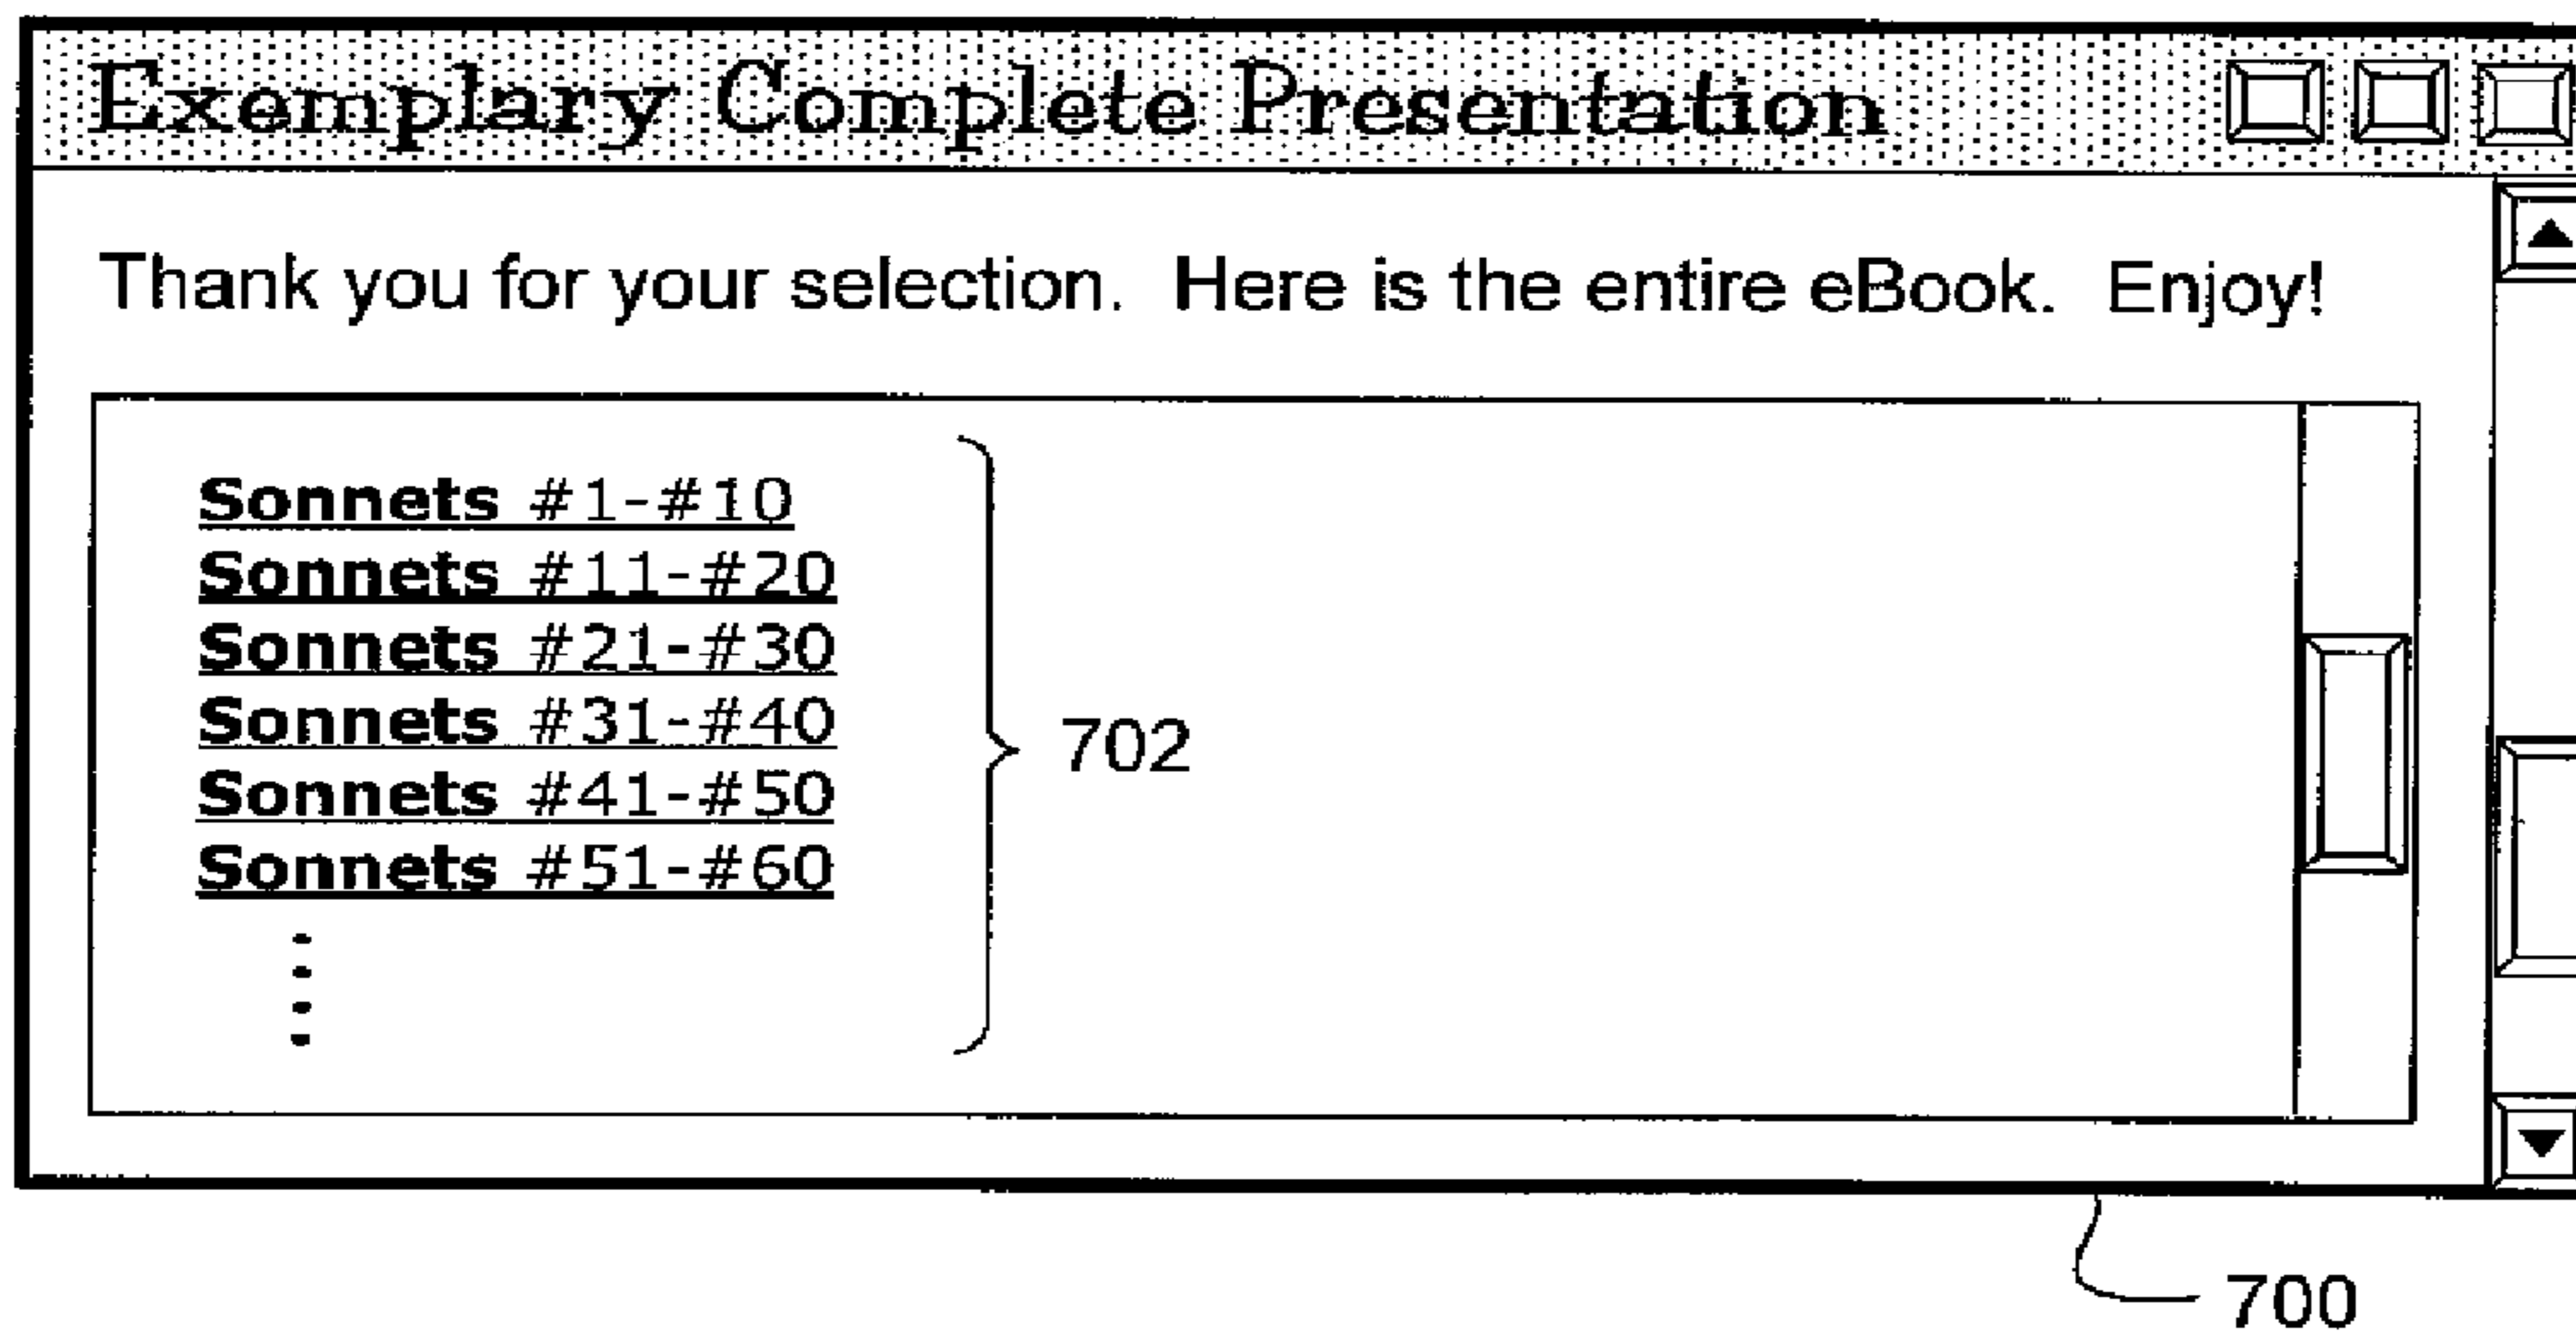 Exemplary Complete Presentation
Thank you for your selection.  Here is the entire eBook.  Enjoy!
Sonnets #1-#10
Sonnets #11-#20
Sonnets #21-#30
Sonnets #31-#40
Sonnets #41-#50
Sonnets #51-#60
702
700